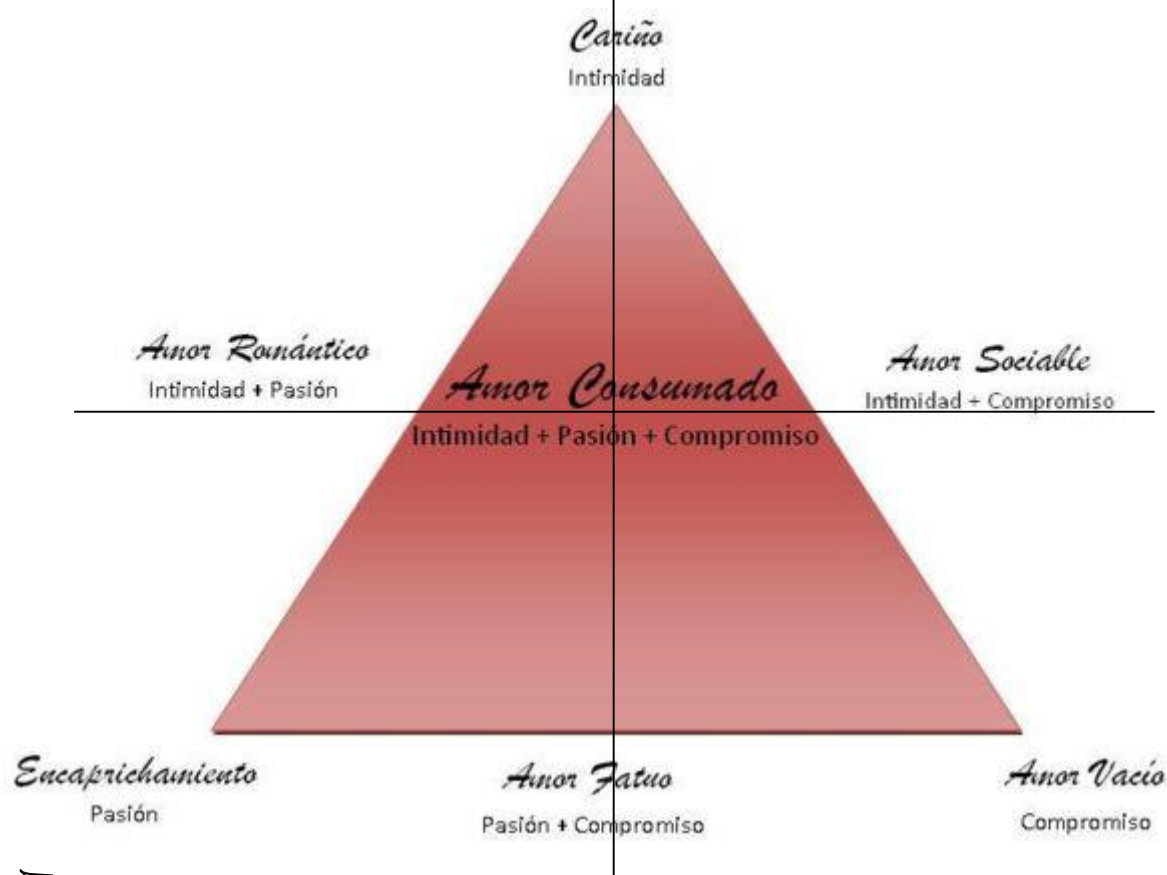 Cariño
Intimidad
Amor Romántico
Intimidad + Pasión
Amor Sociable
Intimidad + Compromiso
Amor Consumado
Intimidad + Pasión + Compromiso
Encaprichamiento
Pasión
Amor Fatuo
Pasión + Compromiso
Amor Vacío
Compromiso